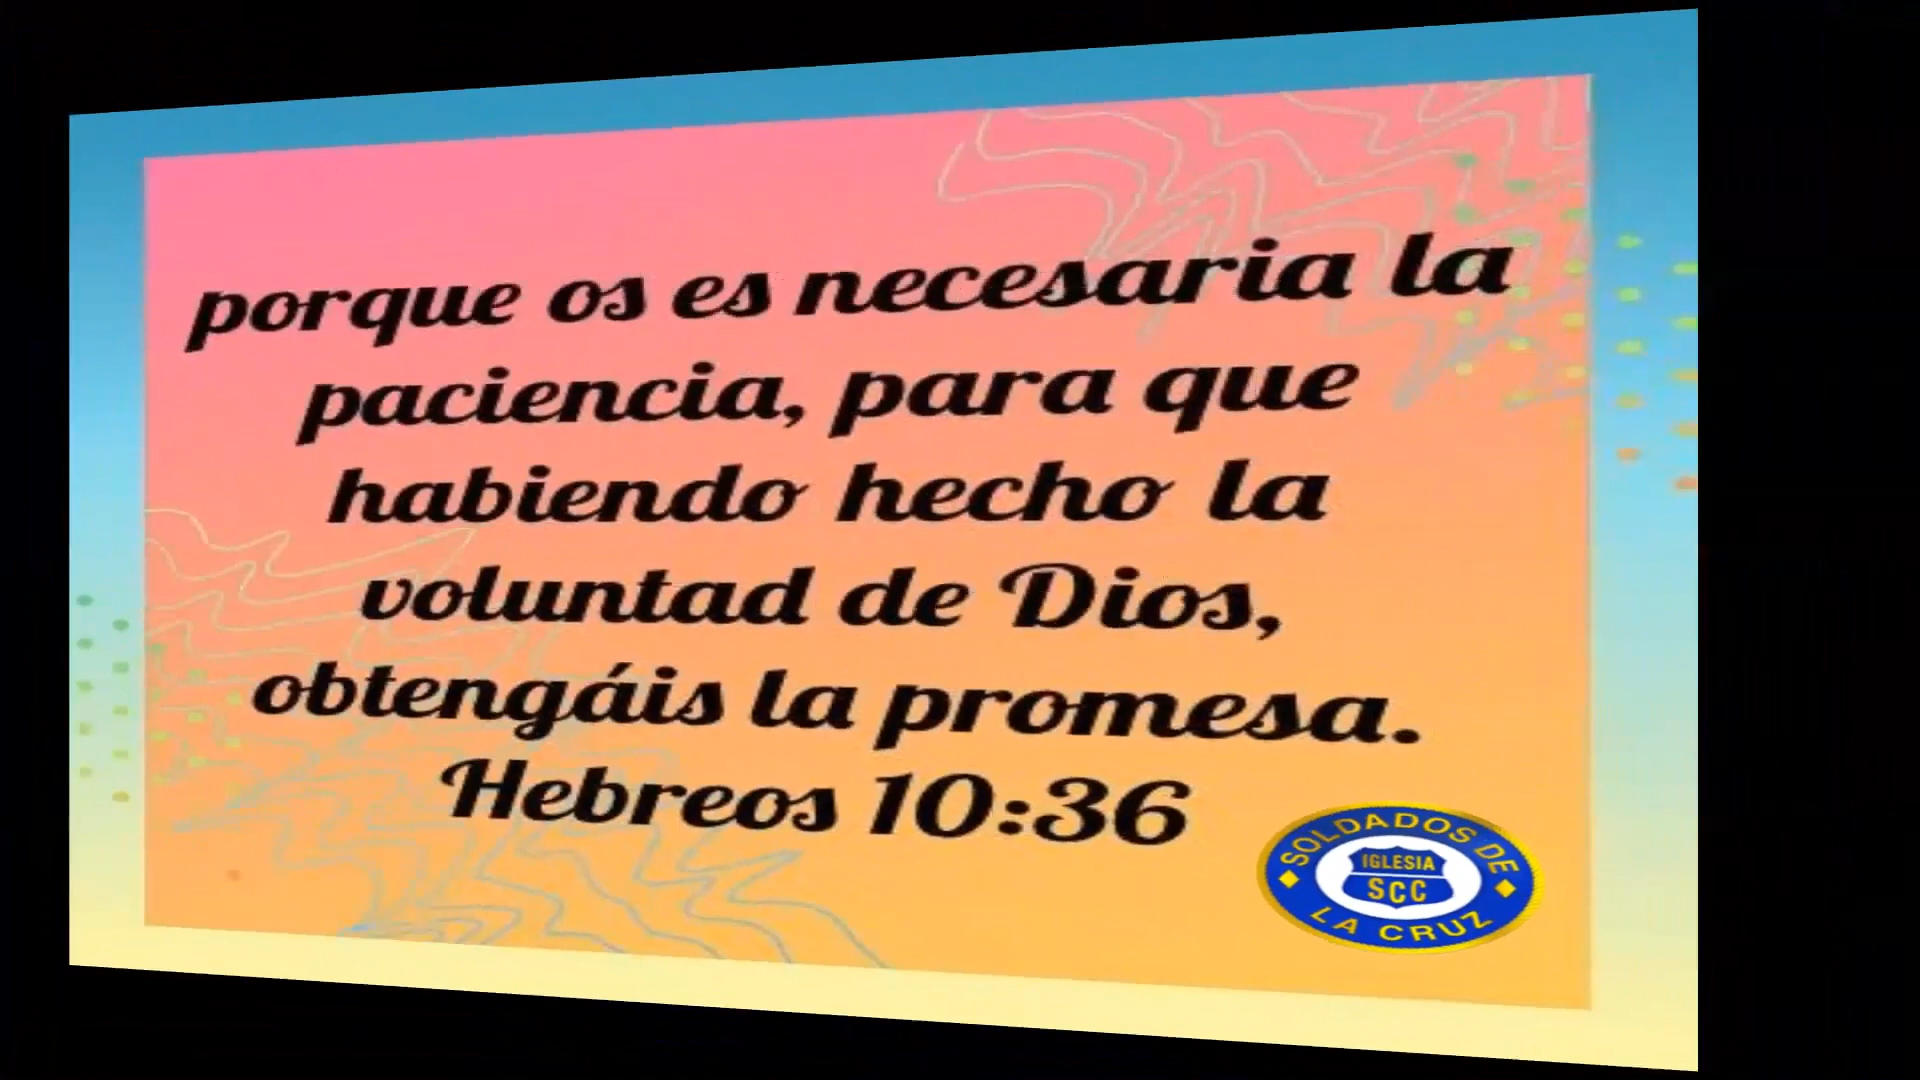 porque os es necesaria la
paciencia, para que
habiendo hecho la
voluntad de Dios,
obtengáis la promesa.
Hebreos 10:36
SOLDADOS DE
IGLESIA
SCC
LA CRUZ